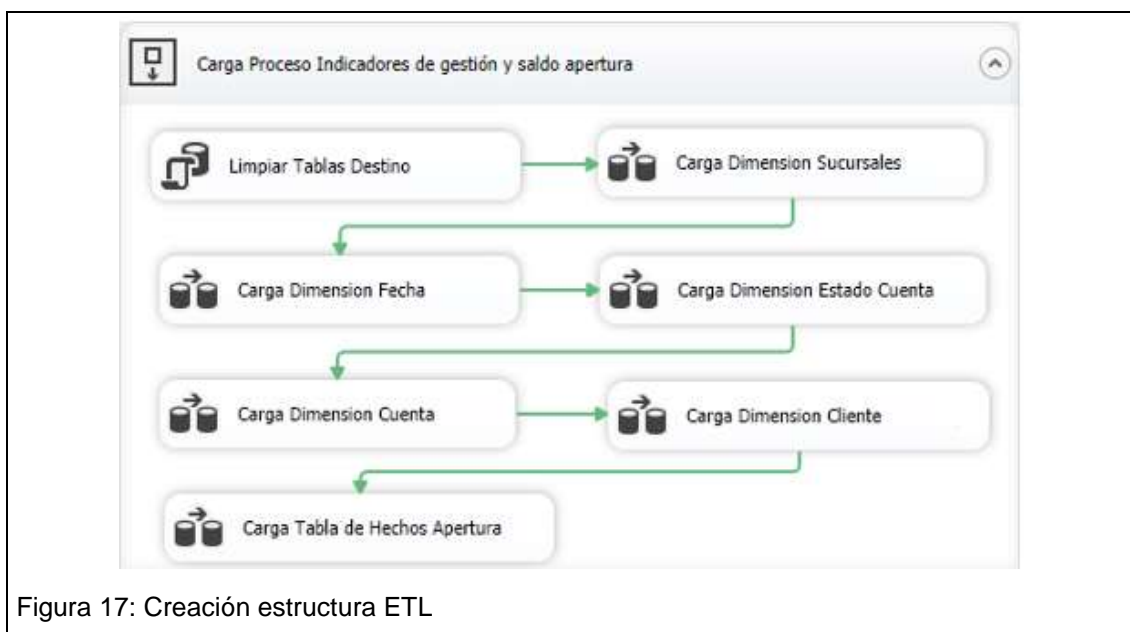 Carga Proceso Indicadores de gestión y saldo apertura
Limpiar Tablas Destino
Carga Dimension Sucursales
Carga Dimension Fecha
Carga Dimension Estado Cuenta
Carga Dimension Cuenta
Carga Dimension Cliente
Carga Tabla de Hechos Apertura
Figura 17: Creación estructura ETL